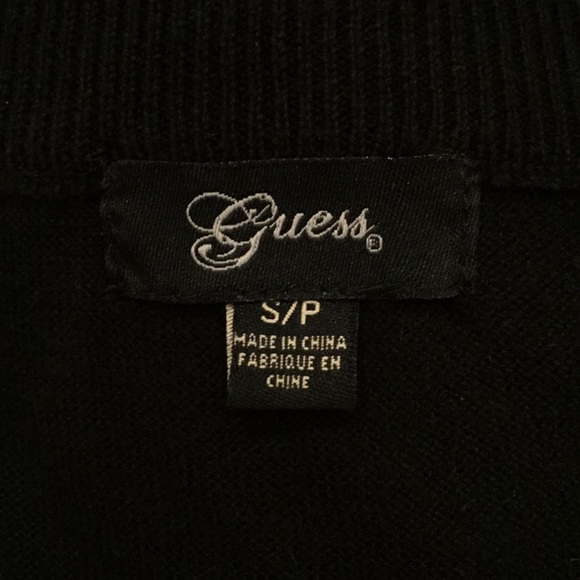 Guess®
S/P
MADE IN CHINA
FABRIQUE EN
CHINE